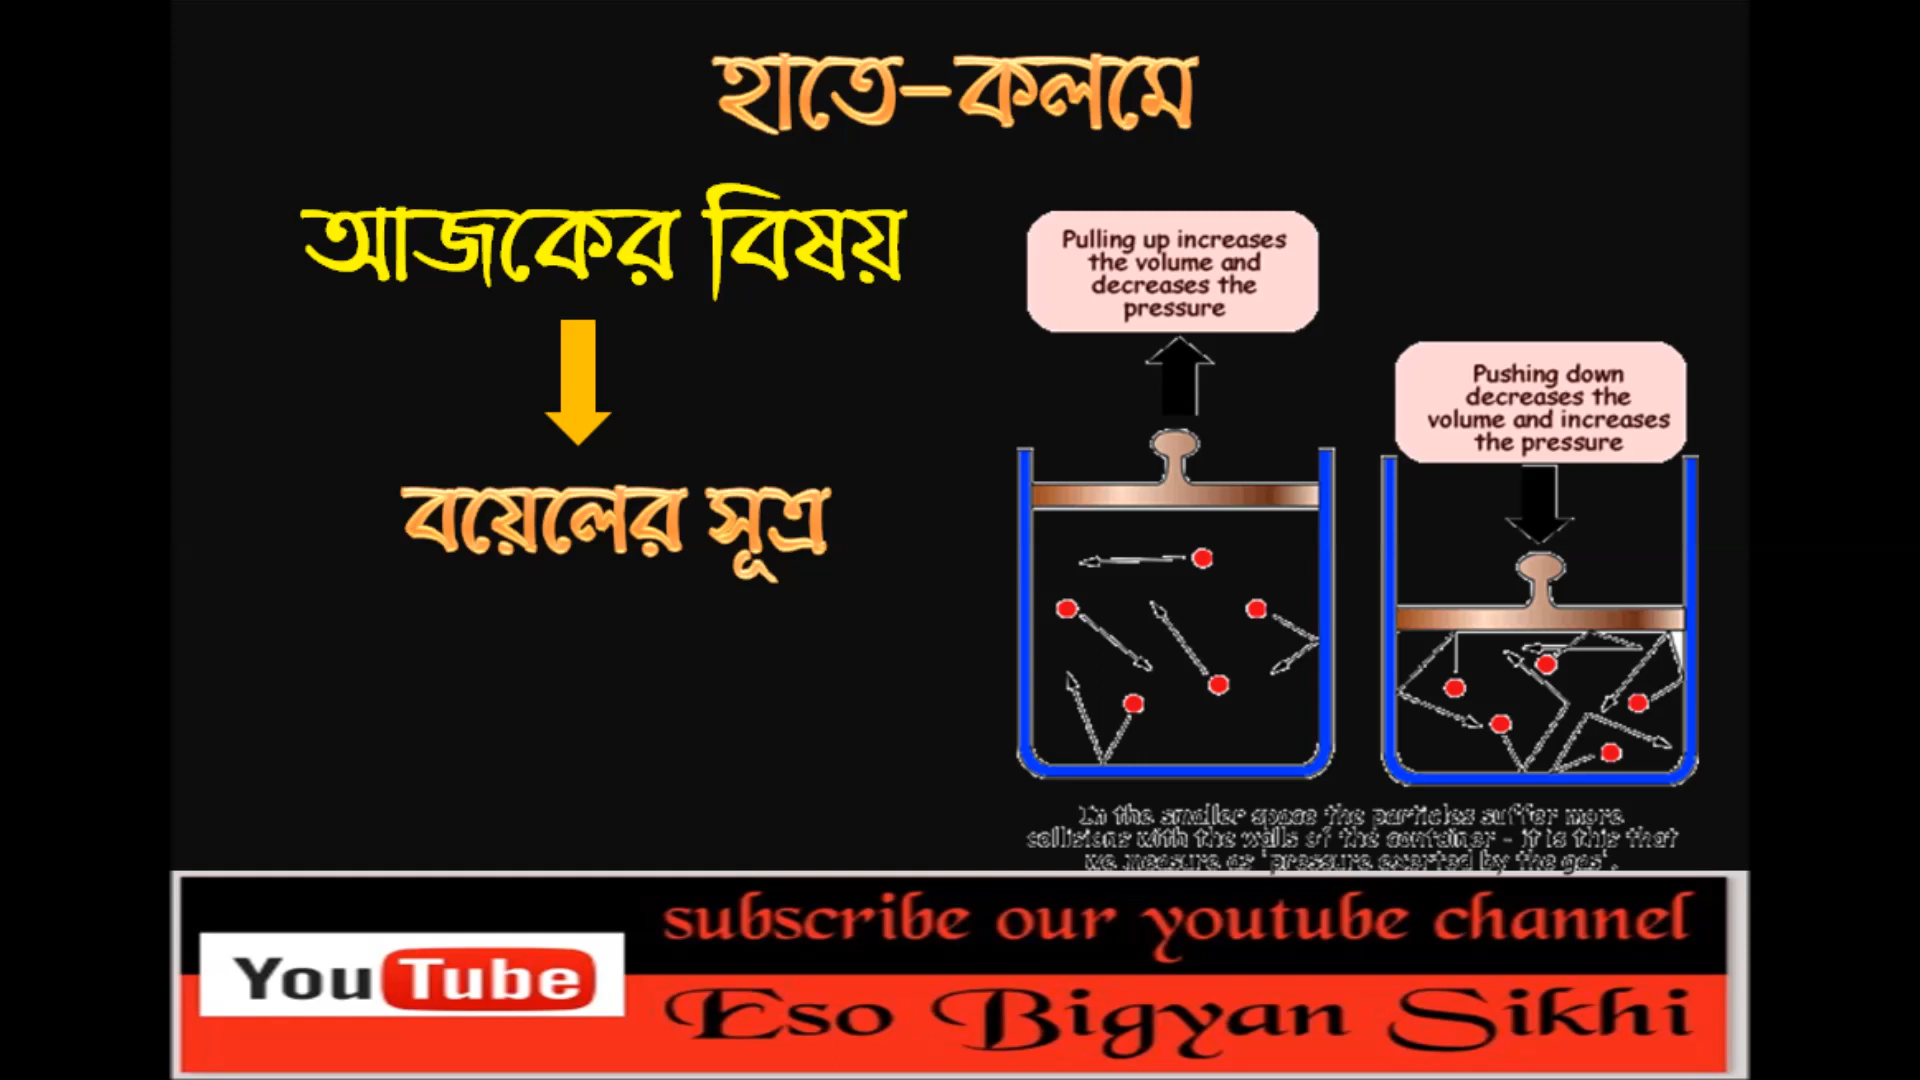 হাতে-কলমে
আজকের বিষয়
বয়েলের সূত্র
Pulling up increases
the volume and
decreases the
pressure
Pushing down
decreases the
volume and increases
the pressure
In the smaller space the particles suffer more
collisions with the walls of the container - it is this that
we measure as 'pressure exerted by the gas'.
subscribe our youtube channel
YouTube
Eso Bigyan Sikhi